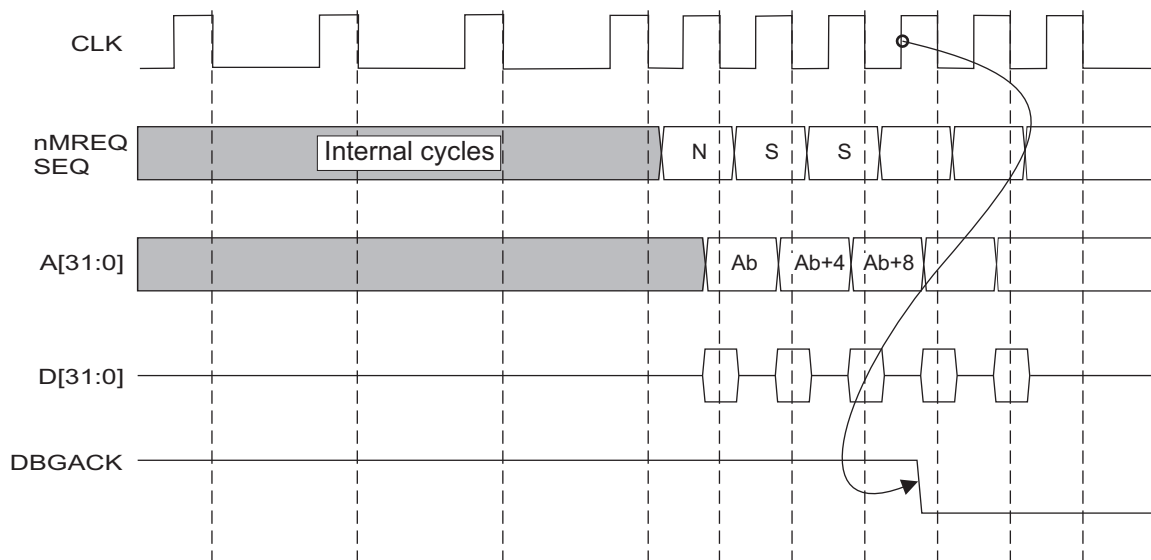 CLK
nMREQ
SEQ
Internal cycles
N
S
S
A[31:0]
Ab
Ab+4
Ab+8
D[31:0]
DBGACK